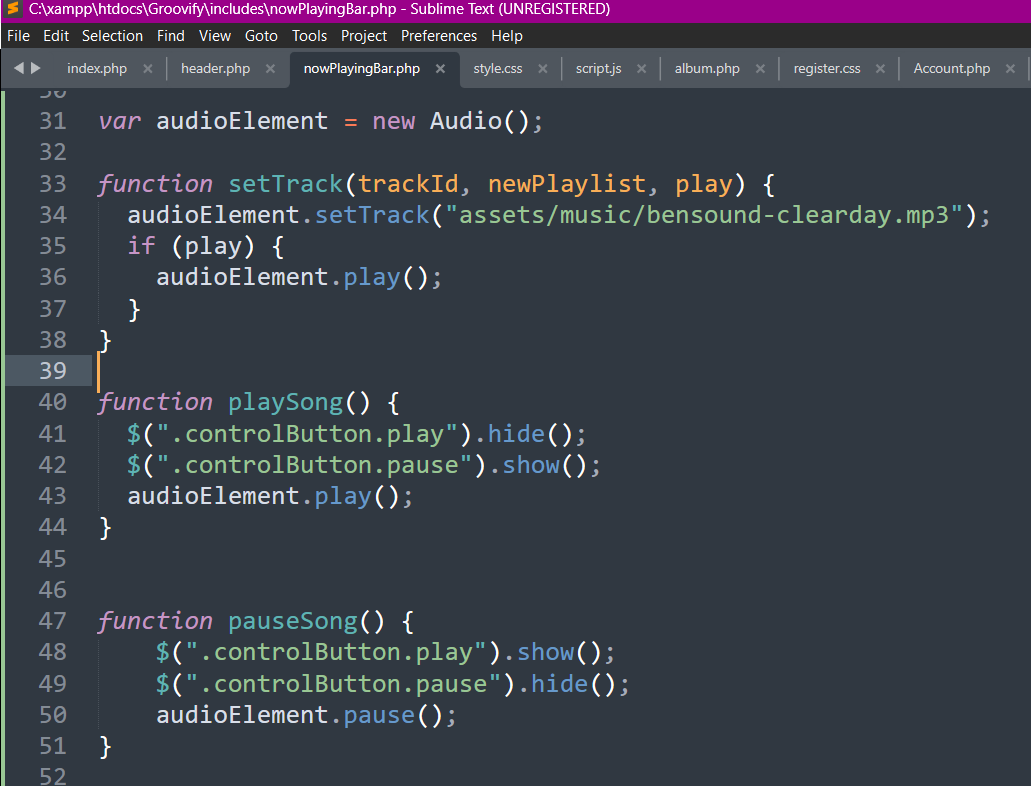 C:\xampp\htdocs\Groovify\includes\nowPlayingBar.php - Sublime Text (UNREGISTERED)
File Edit Selection Find View Goto Tools Project Preferences Help
index.php × header.php × nowPlayingBar.php × style.css × script.js × album.php × register.css × Account.php ×
30
31 var audioElement = new Audio();
32
33 function setTrack(trackId, newPlaylist, play) {
34 audioElement.setTrack("assets/music/bensound-clearday.mp3");
35 if (play) {
36 audioElement.play();
37 }
38 }
39
40 function playSong() {
41 $(".controlButton.play").hide();
42 $(".controlButton.pause").show();
43 audioElement.play();
44 }
45
46
47 function pauseSong() {
48 $(".controlButton.play").show();
49 $(".controlButton.pause").hide();
50 audioElement.pause();
51 }
52